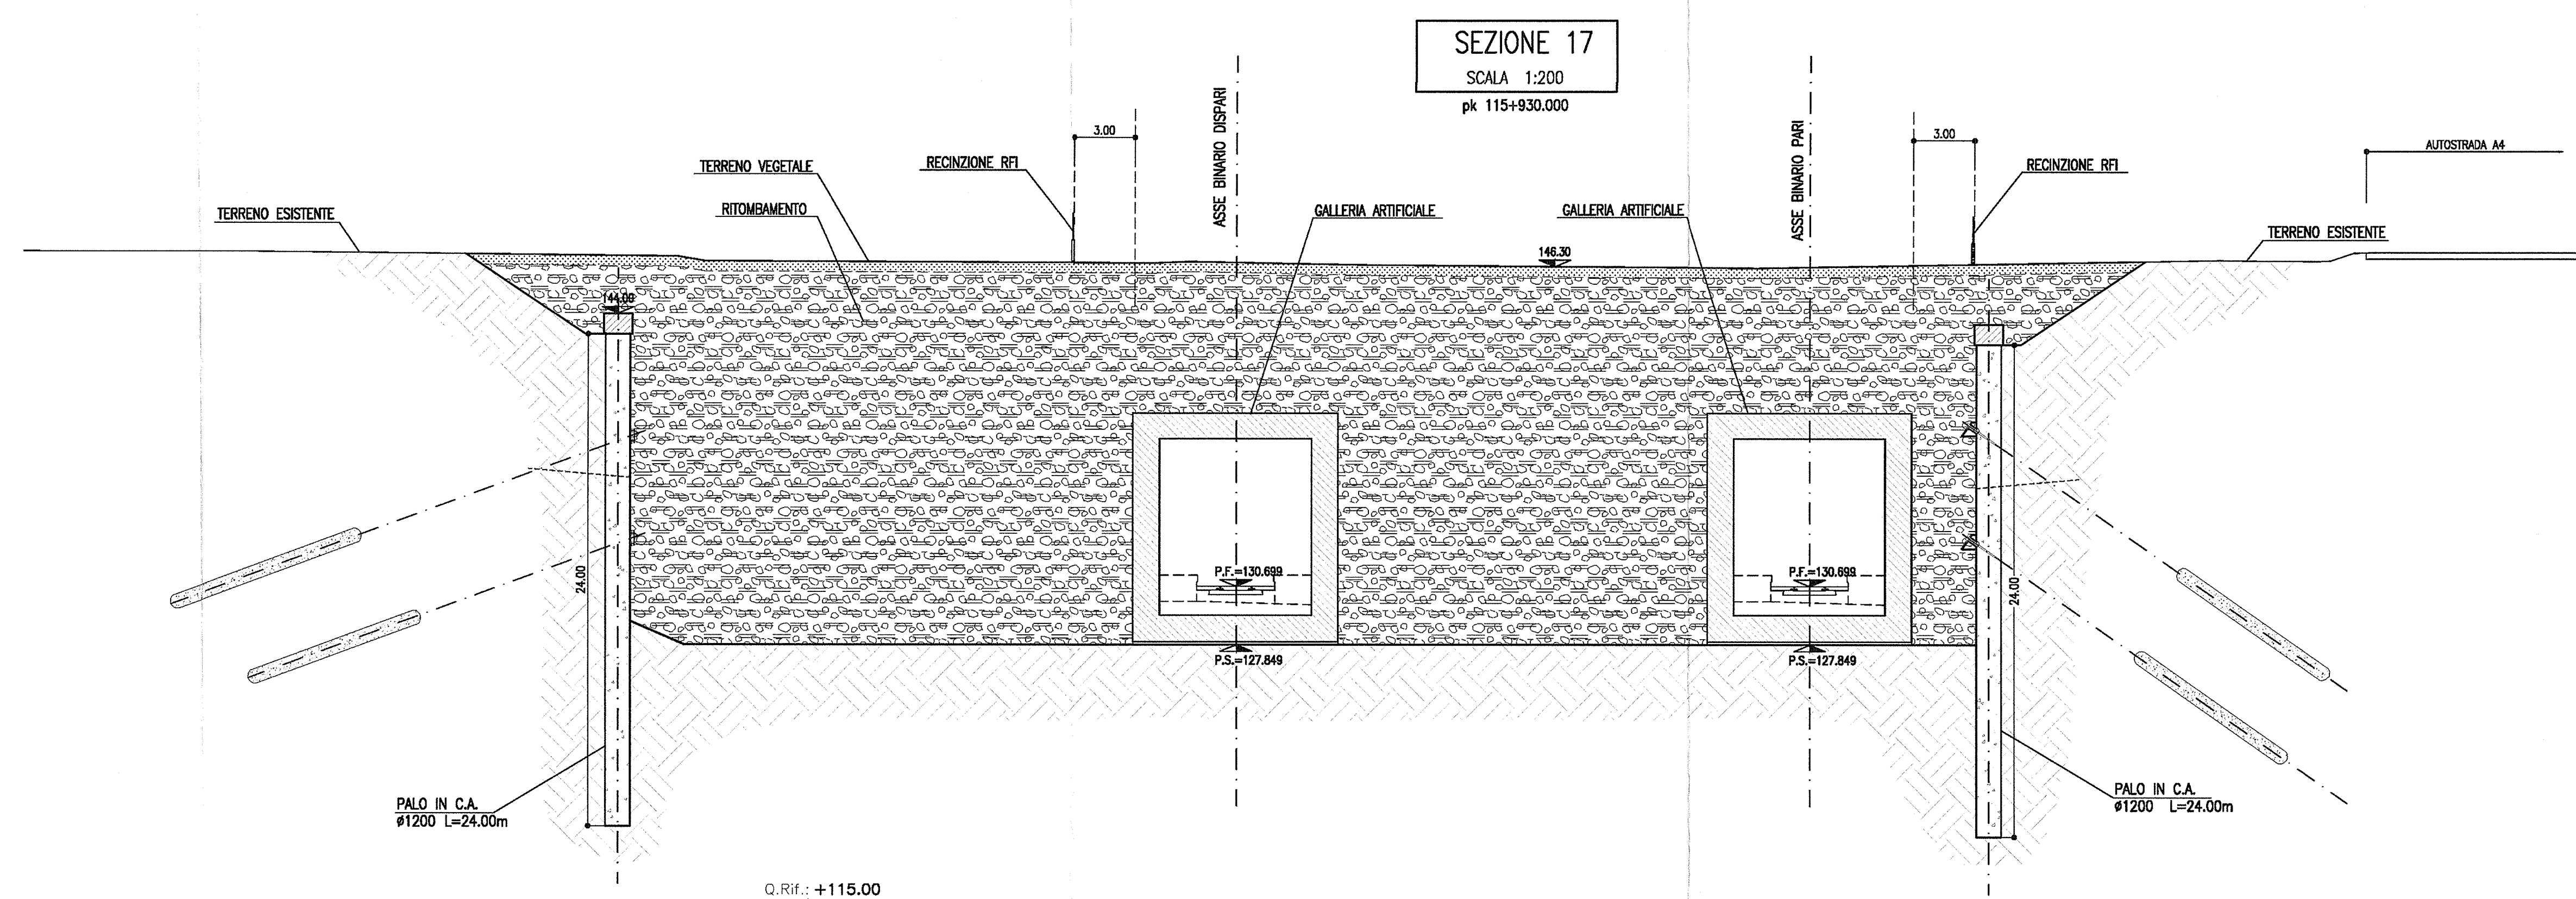 SEZIONE 17
SCALA 1:200
pk 115+930.000
ASSE BINARIO DISPARI
ASSE BINARIO PARI
3.00
3.00
AUTOSTRADA A4
TERRENO VEGETALE
RECINZIONE RFI
RECINZIONE RFI
TERRENO ESISTENTE
RITOMBAMENTO
GALLERIA ARTIFICIALE
GALLERIA ARTIFICIALE
TERRENO ESISTENTE
146.30
144.00
24.00
24.00
P.F.=130.699
P.F.=130.699
P.S.=127.849
P.S.=127.849
PALO IN C.A.
ø1200 L=24.00m
PALO IN C.A.
ø1200 L=24.00m
Q.Rif.: +115.00